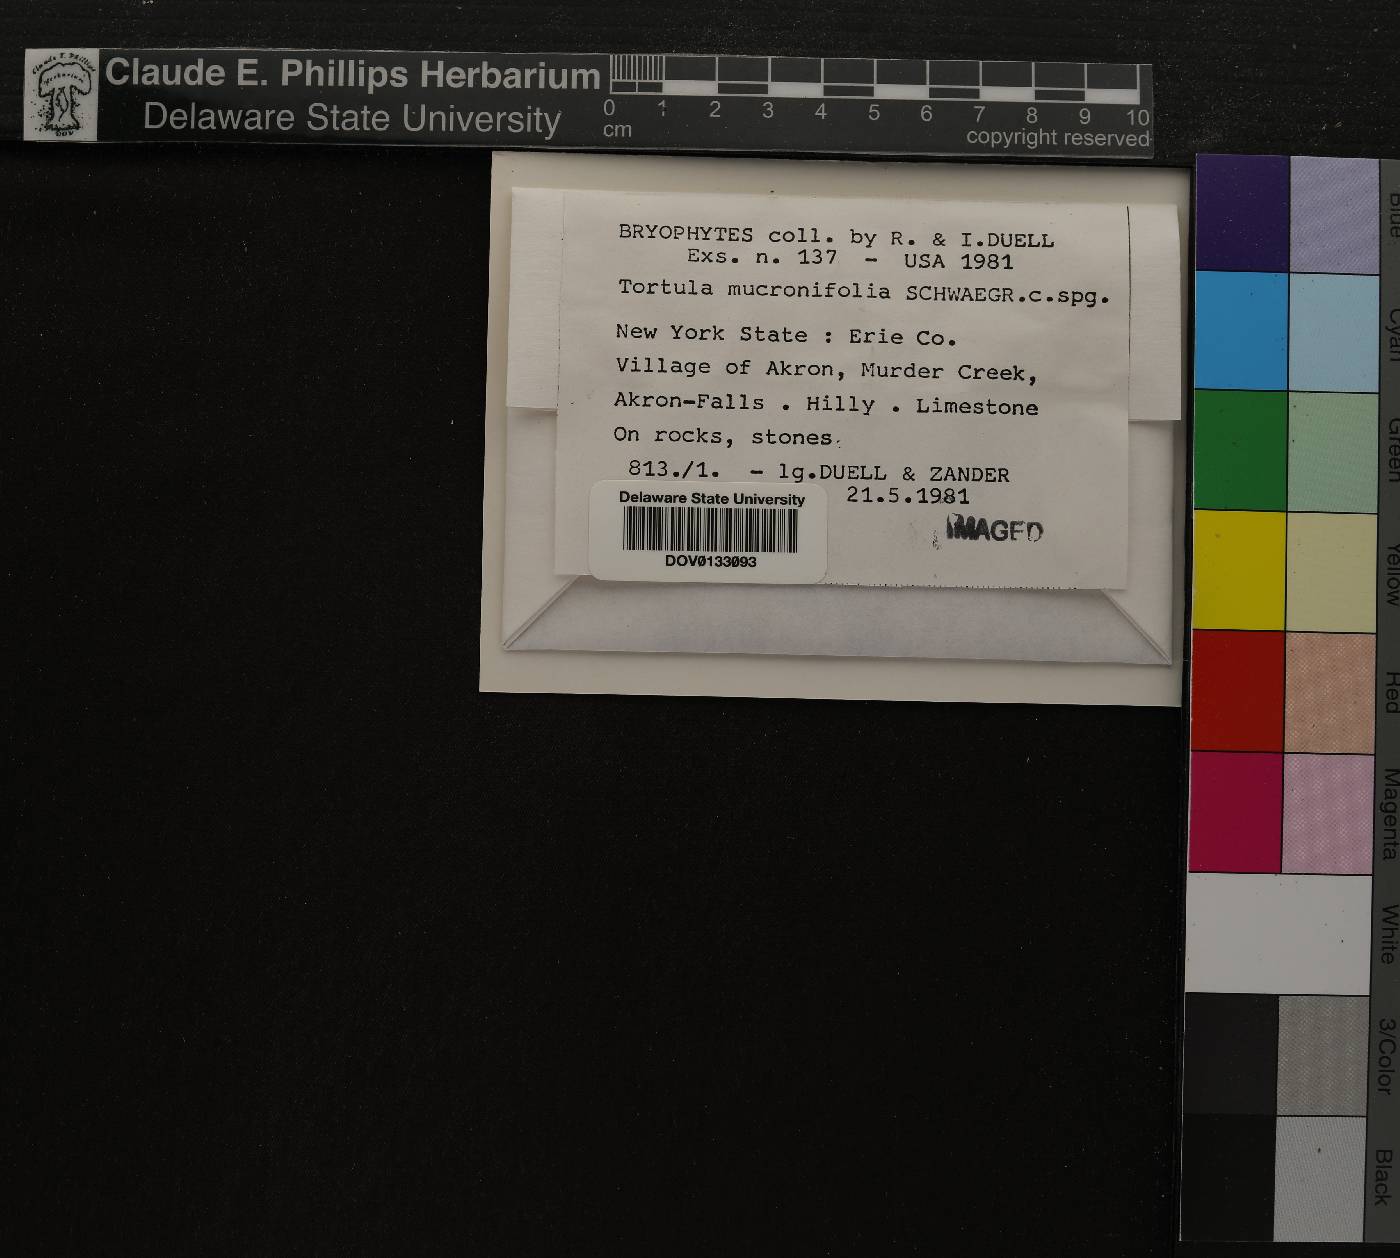 Claude E. Phillips Herbarium
Delaware State University
0 1 2 3 4 5 6 7 8 9 10
cm
copyright reserved
BRYOPHYTES coll. by R. & I.DUELL
Exs. n. 137 - USA 1981
Tortula mucronifolia SCHWAEGR.c.spg.
New York State : Erie Co.
Village of Akron, Murder Creek,
Akron-Falls . Hilly . Limestone
On rocks, stones.
813./1. - lg.DUELL & ZANDER
21.5.1981
IMAGED
Delaware State University
DOV0133093
Blue
Cyan
Green
Yellow
Red
Magenta
White
3/Color
Black